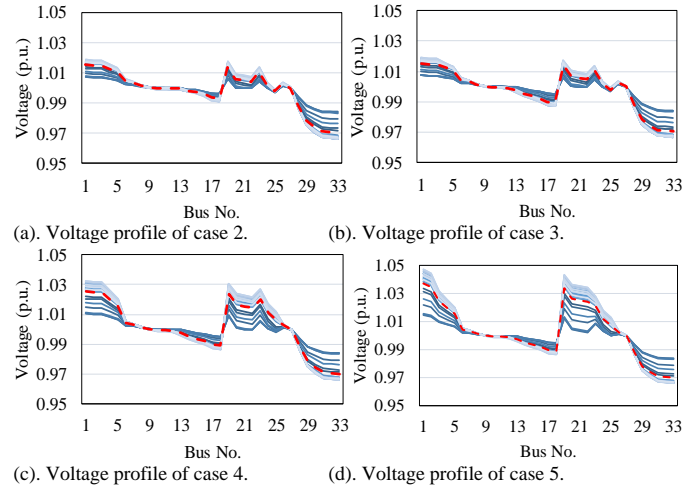 1.05
1.03
1.01
0.99
0.97
0.95
Voltage (p.u.)
1 5 9 13 17 21 25 29 33
Bus No.
(a). Voltage profile of case 2.
1.05
1.03
1.01
0.99
0.97
0.95
Voltage (p.u.)
1 5 9 13 17 21 25 29 33
Bus No.
(b). Voltage profile of case 3.
1.05
1.03
1.01
0.99
0.97
0.95
Voltage (p.u.)
1 5 9 13 17 21 25 29 33
Bus No.
(c). Voltage profile of case 4.
1.05
1.03
1.01
0.99
0.97
0.95
Voltage (p.u.)
1 5 9 13 17 21 25 29 33
Bus No.
(d). Voltage profile of case 5.